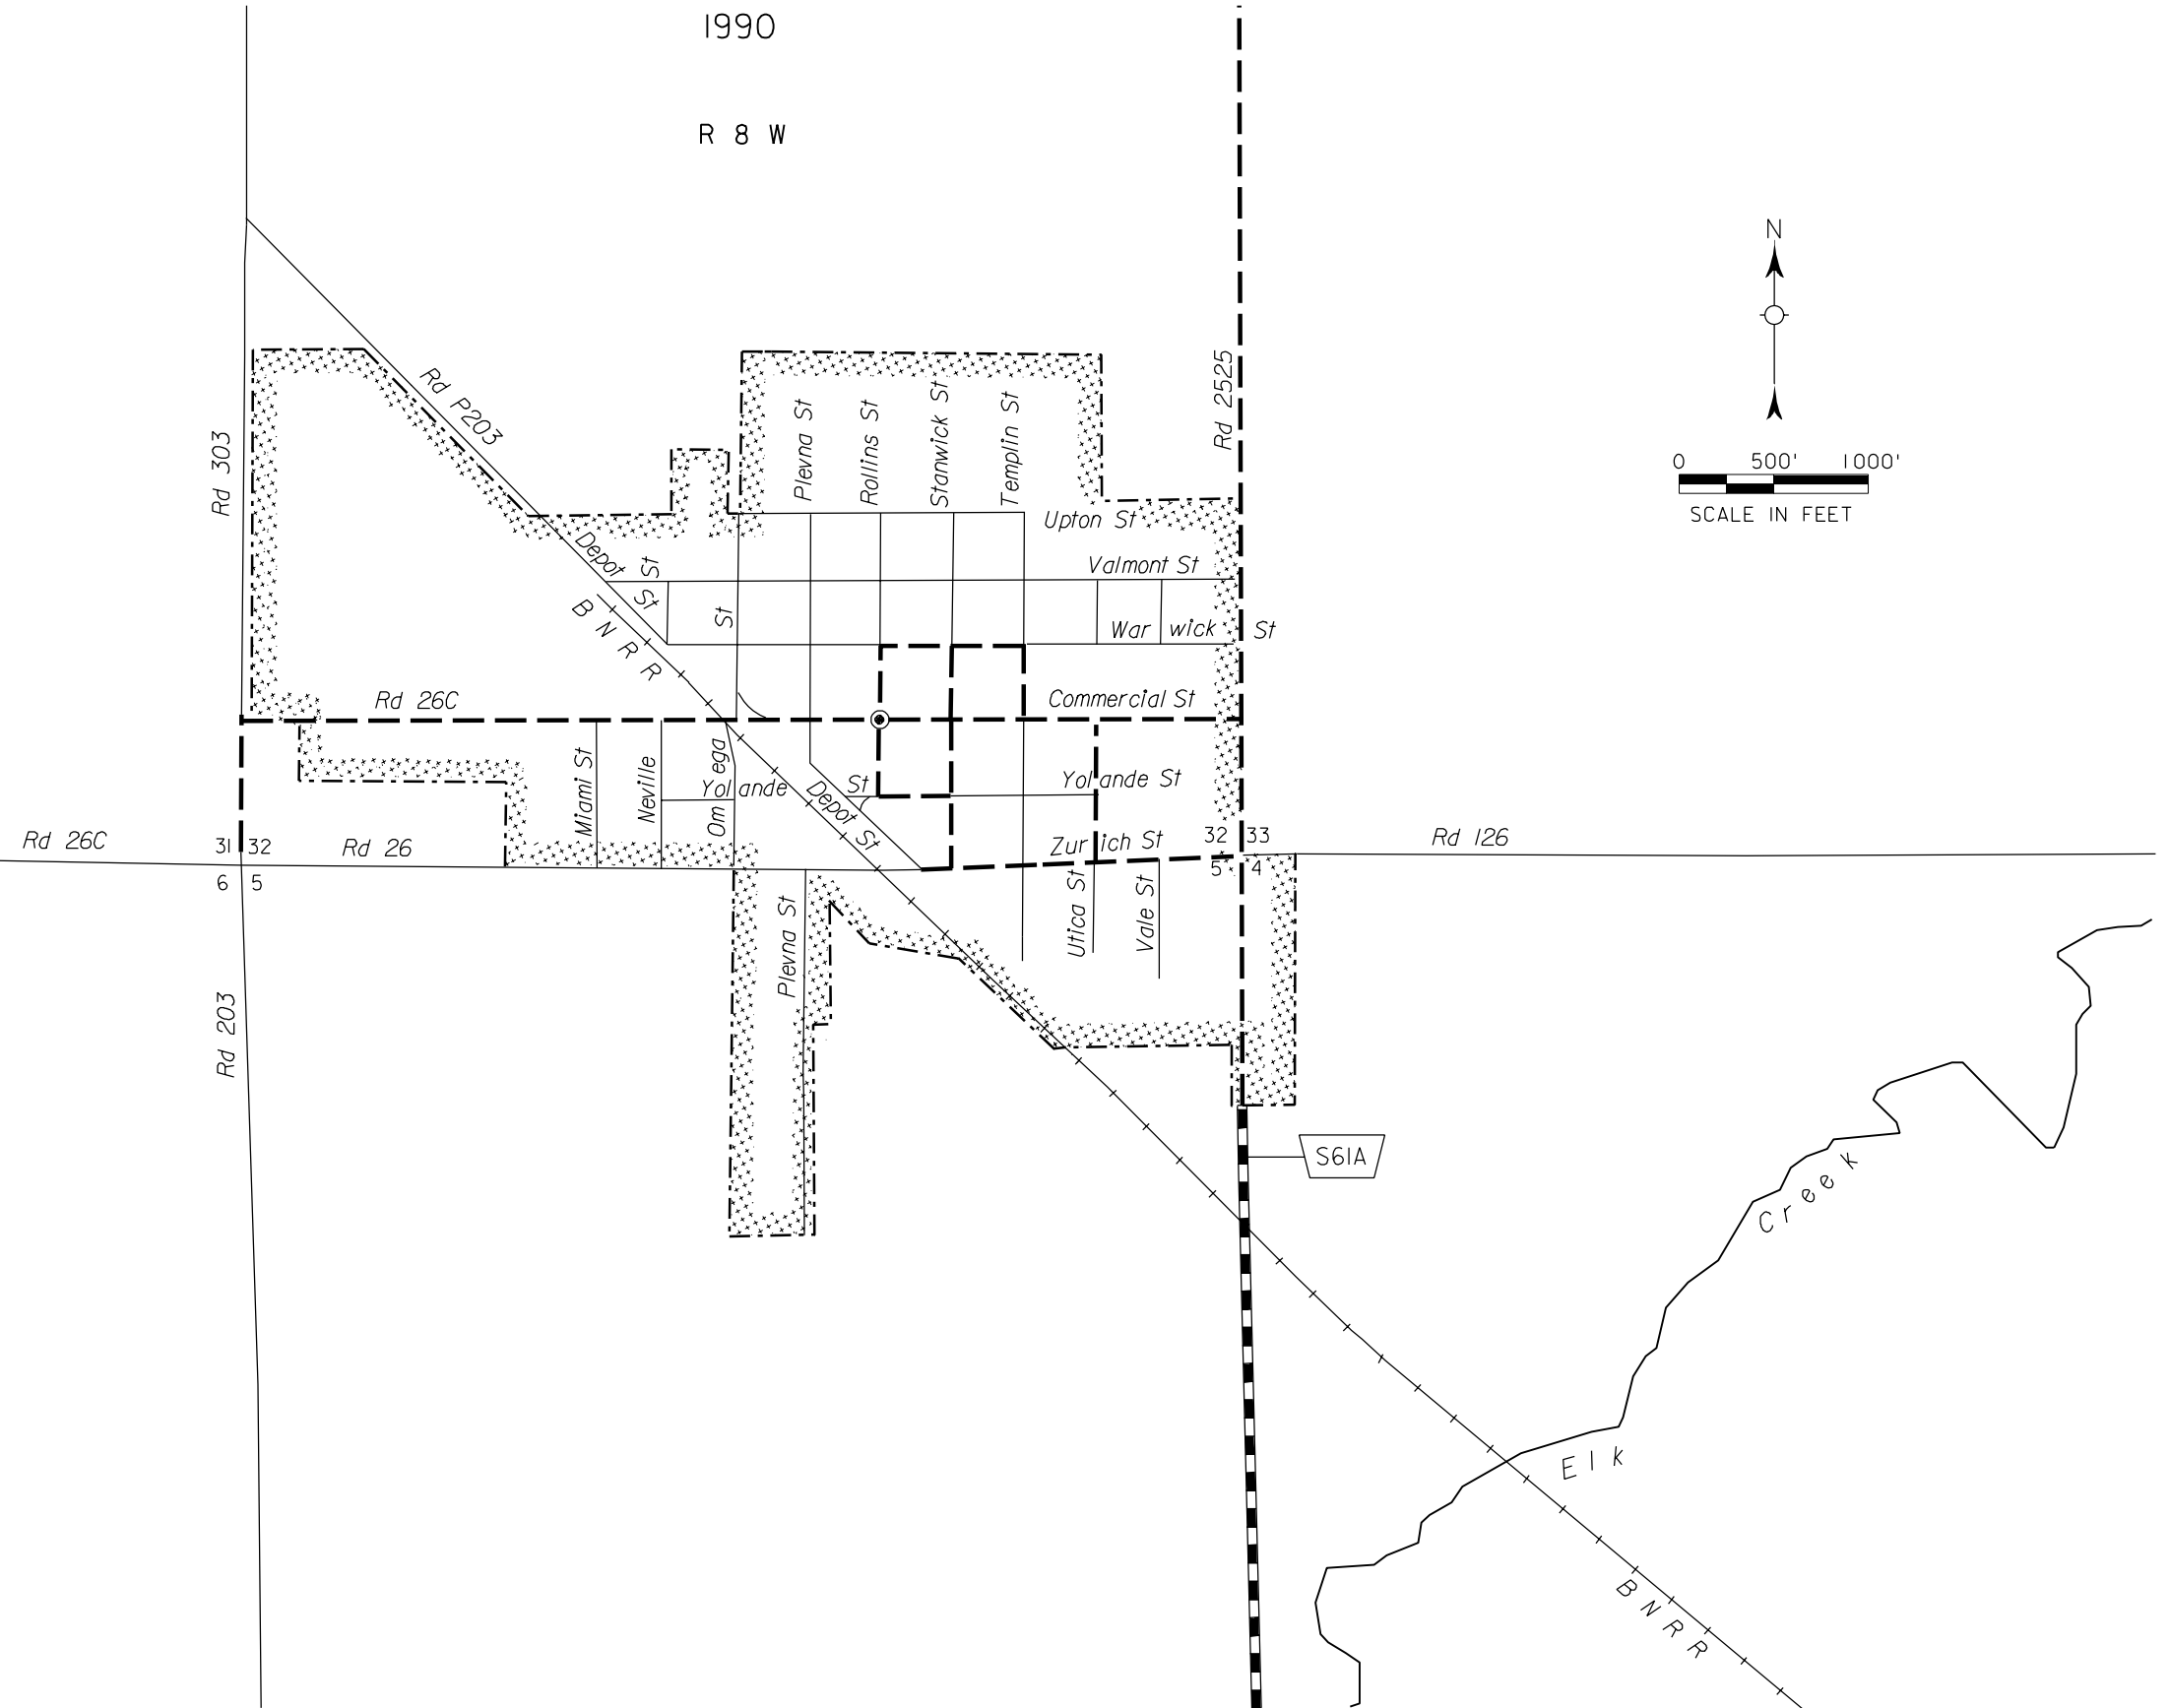 1990
R 8 W
N
0 500' 1000'
SCALE IN FEET
Rd 303
Rd P203
Plevna St
Rollins St
Stanwick St
Templin St
Rd 2525
Upton St
Depot St
St
Valmont St
St
B N R R
War wick St
Rd 26C
Commercial St
Miami St
Neville
Om ega
Yol ande St
Depot St
Yol ande St
Rd 26C
31 32
Rd 26
Zur ich St
32 33
Rd 126
6 5
5 4
Plevna St
Utica St
Vale St
Rd 203
S61A
Creek
Elk
B N R R